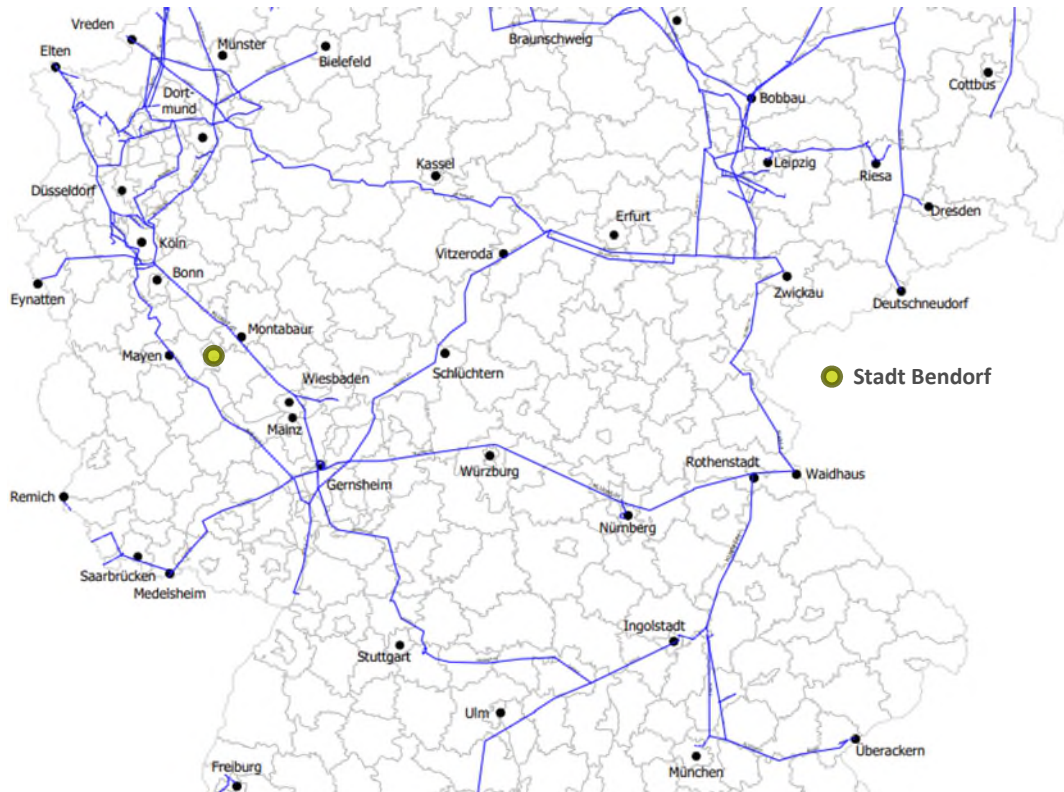 Vreden
Münster
Braunschweig
Elten
Bielefeld
Cottbus
Dort-
mund
Bobbau
Kassel
Leipzig
Riesa
Düsseldorf
Dresden
Erfurt
Köln
Vitzeroda
Bonn
Zwickau
Eynatten
Deutschneudorf
Montabaur
Mayen
Schlüchtern
Wiesbaden
Stadt Bendorf
Mainz
Würzburg
Rothenstadt
Waidhaus
Gernsheim
Remich
Nürnberg
Saarbrücken
Medelsheim
Ingolstadt
Stuttgart
Ulm
Überackern
München
Freiburg